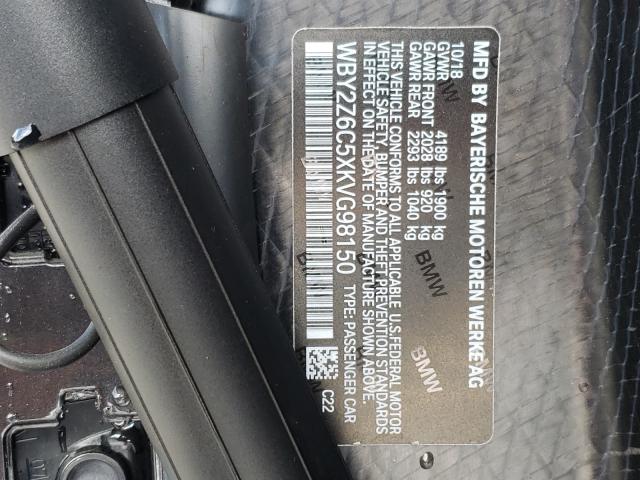 MFD BY BAYERISCHE MOTOREN WERKE AG
10/18
GVWR 4189 lbs 1900 kg
GAWR FRONT 2028 lbs 920 kg
GAWR REAR 2293 lbs 1040 kg
THIS VEHICLE CONFORMS TO ALL APPLICABLE U.S.FEDERAL MOTOR
VEHICLE SAFETY, BUMPER AND THEFT PREVENTION STANDARDS
IN EFFECT ON DATE OF MANUFACTURE SHOWN ABOVE.
WBY2Z6C5XKVG98150 TYPE: PASSENGER CAR
C22
BMW
BMW
BMW